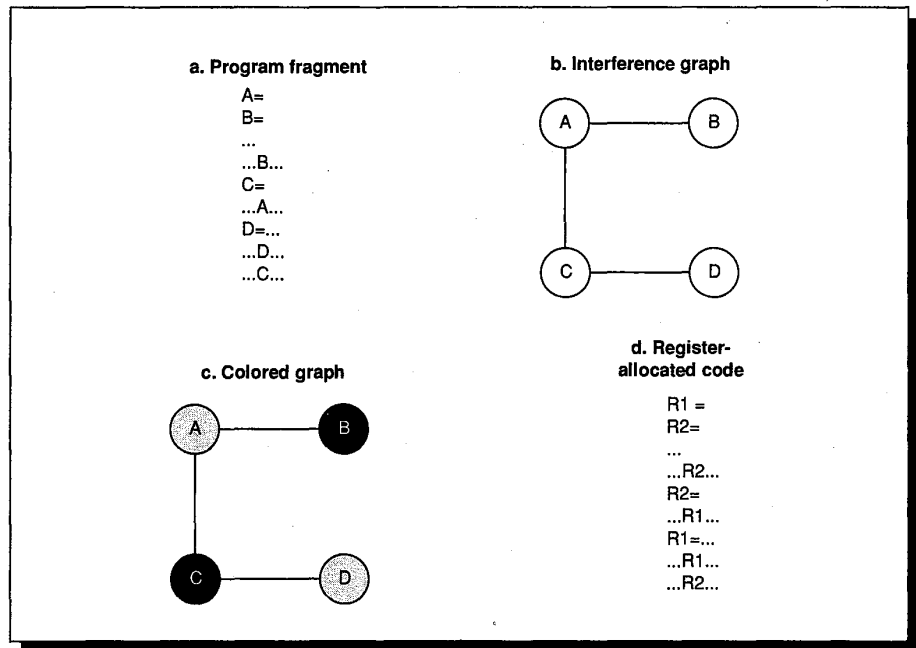 a. Program fragment
A=
B=
...
...B...
C=
...A...
D=...
...D...
...C...
b. Interference graph
A
B
C
D
c. Colored graph
A
B
C
D
d. Register-
allocated code
R1 =
R2=
...
...R2...
R2=
...R1...
R1=...
...R1...
...R2...